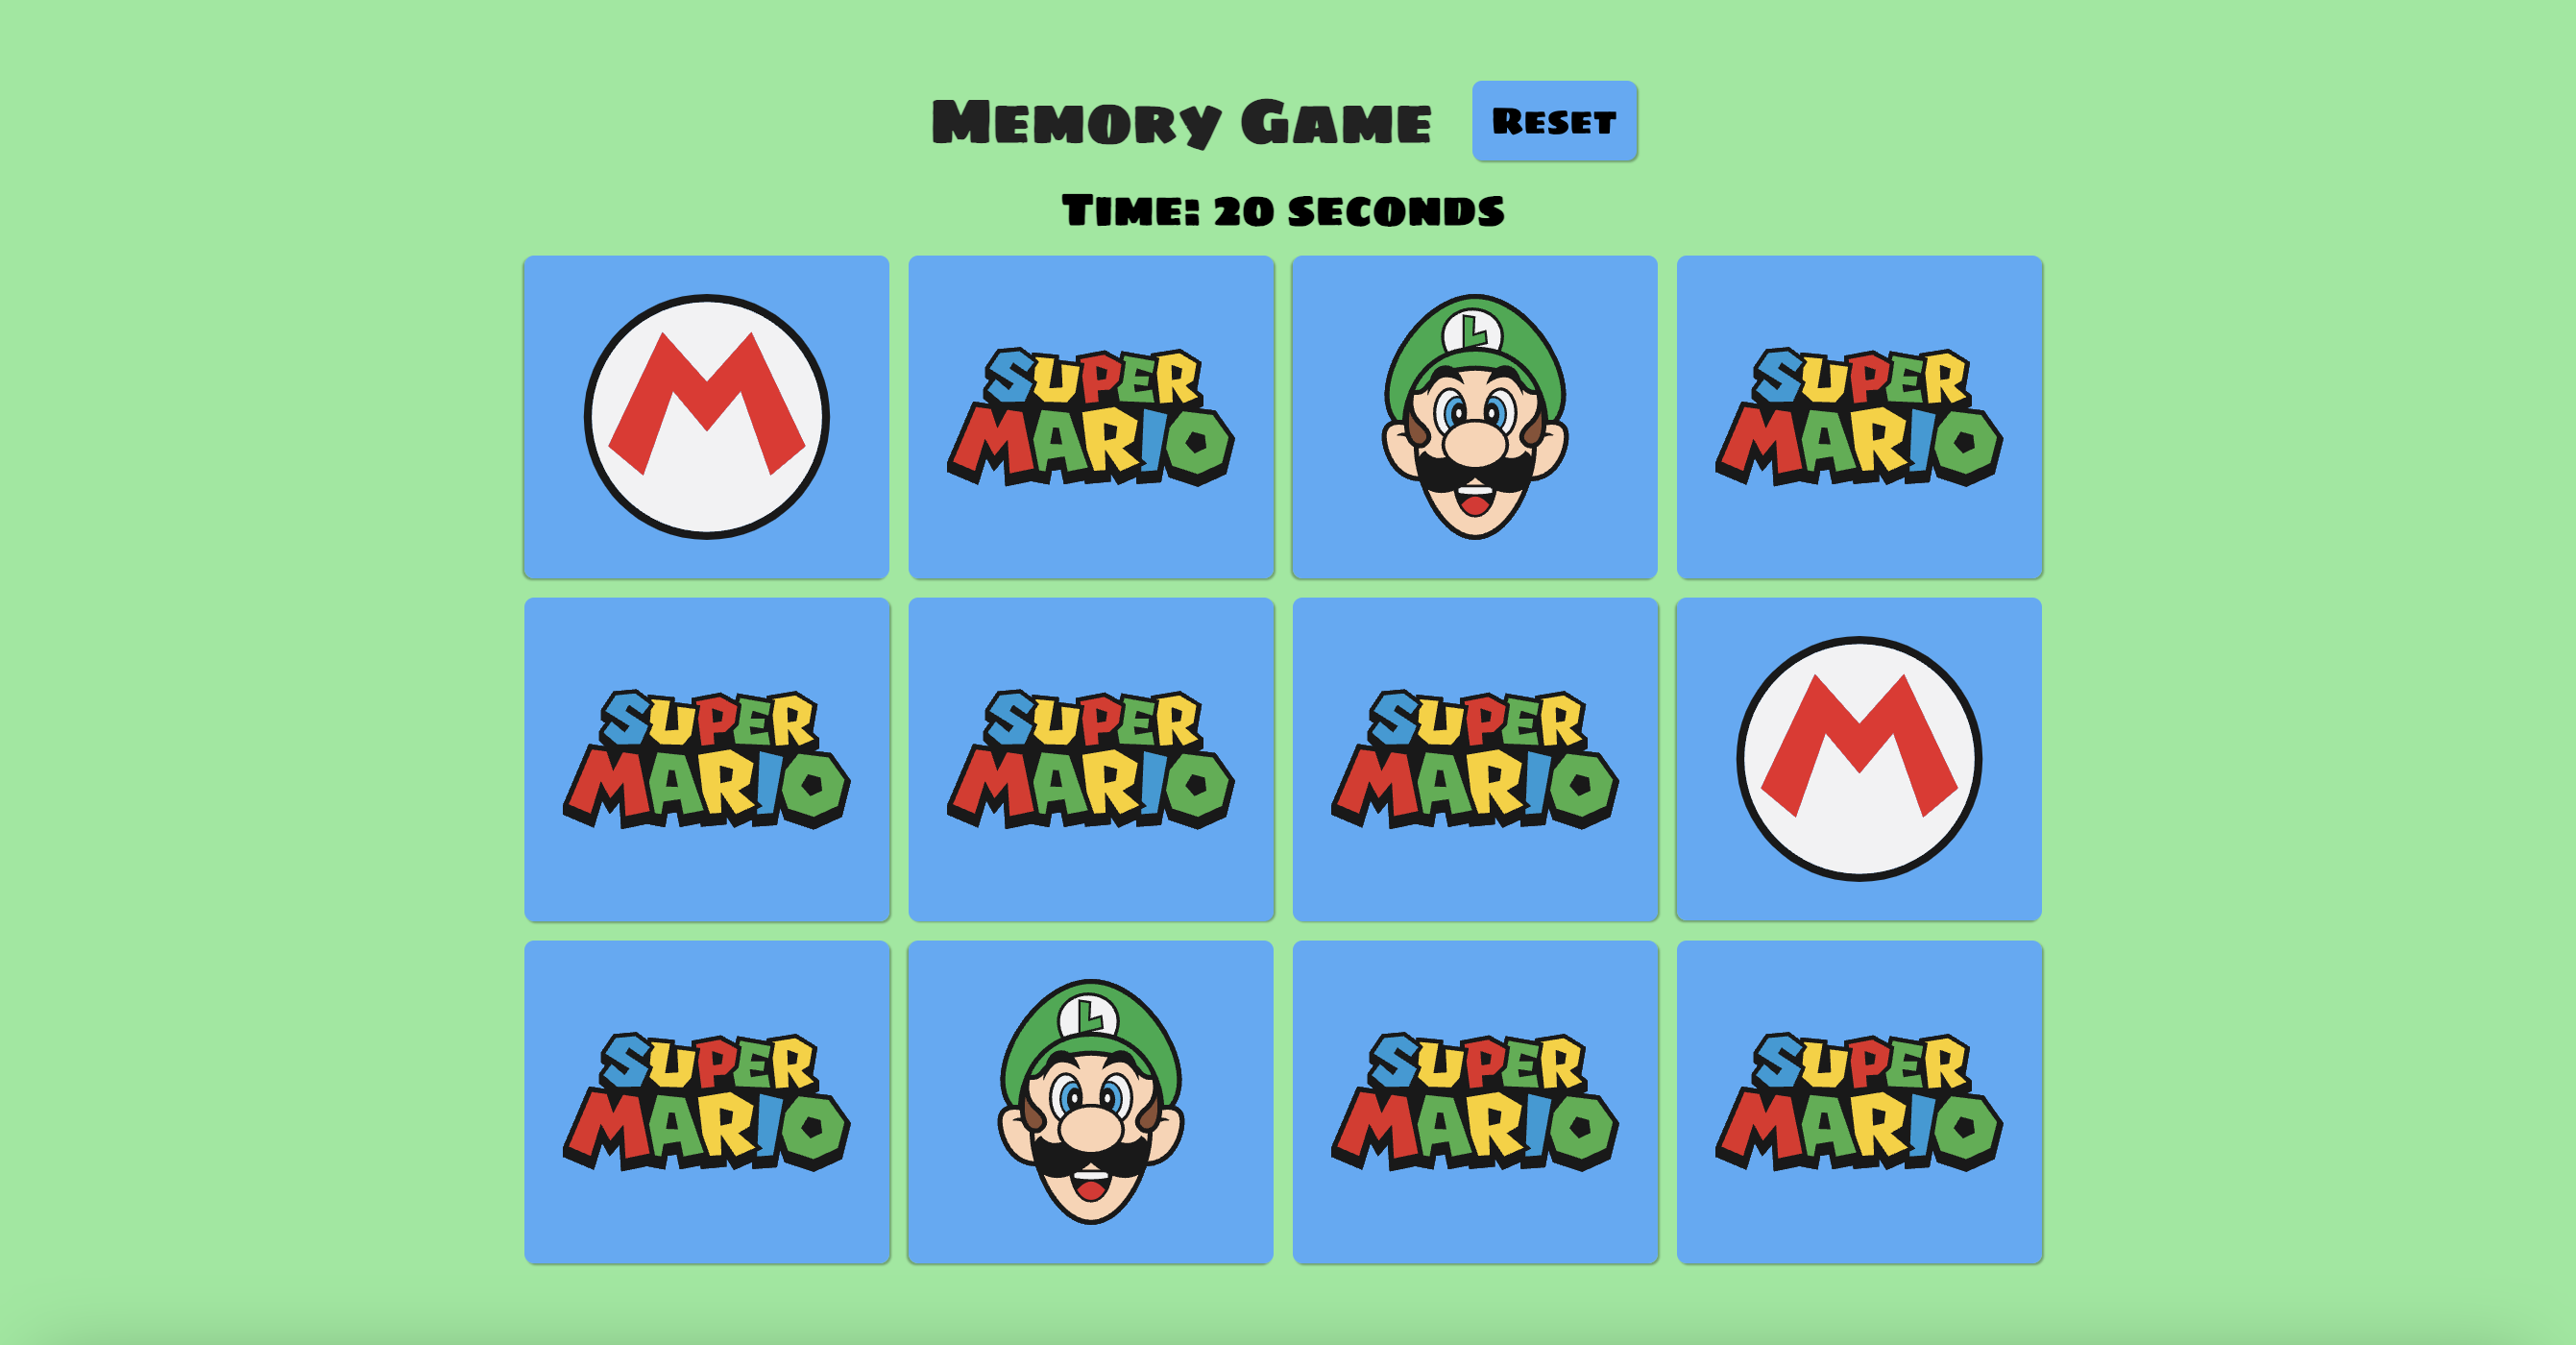 Memory Game Reset
Time: 20 seconds
M SUPER L SUPER
MARIO MARIO
SUPER SUPER SUPER M
MARIO MARIO MARIO
SUPER L SUPER SUPER
MARIO MARIO MARIO